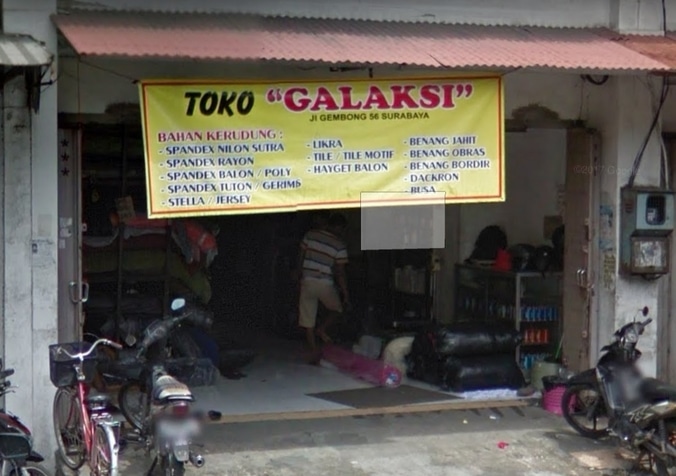 TOKO "GALAKSI"
Jl GEMBONG 56 SURABAYA
BAHAN KERUDUNG :
- SPANDEX NILON SUTRA
- SPANDEX RAYON
- SPANDEX BALON / POLY
- SPANDEX TUTON / GERIMIS
- STELLA / JERSEY
- LIKRA
- TILE / TILE MOTIF
- HAYGET BALON
- BENANG JAHIT
- BENANG OBRAS
- BENANG BORDIR
- DACKRON
- BUSA